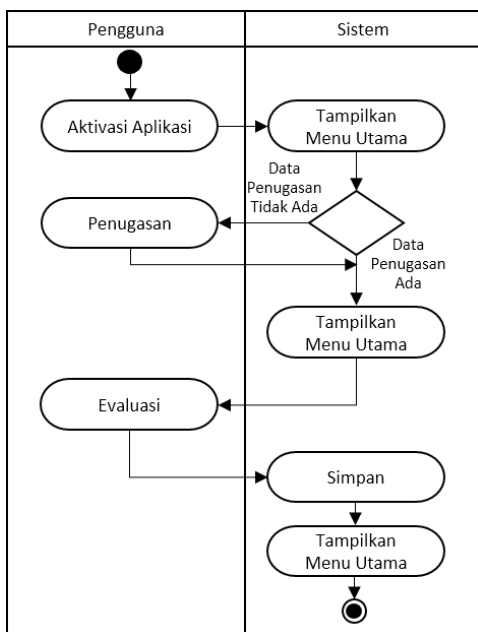 Pengguna
Sistem
Aktivasi Aplikasi
Tampilkan
Menu Utama
Data
Penugasan
Tidak Ada
Penugasan
Data
Penugasan
Ada
Tampilkan
Menu Utama
Evaluasi
Simpan
Tampilkan
Menu Utama